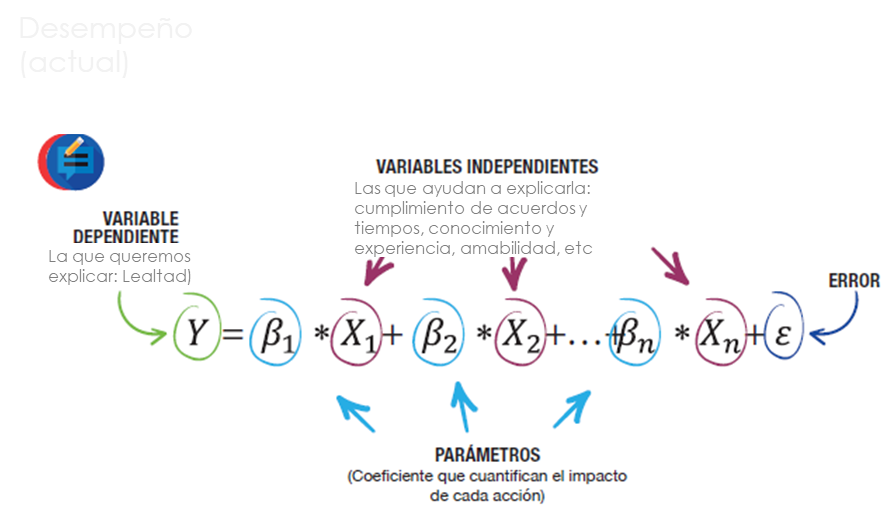 Desempeño
(actual)
VARIABLES INDEPENDIENTES
Las que ayudan a explicarla:
cumplimiento de acuerdos y
tiempos, conocimiento y
experiencia, amabilidad, etc
VARIABLE
DEPENDIENTE
La que queremos
explicar: Lealtad)
ERROR
Y = β₁ *X₁+ β₂ *X₂+...+βₙ *Xₙ+ ε
PARÁMETROS
(Coeficiente que cuantifican el impacto
de cada acción)